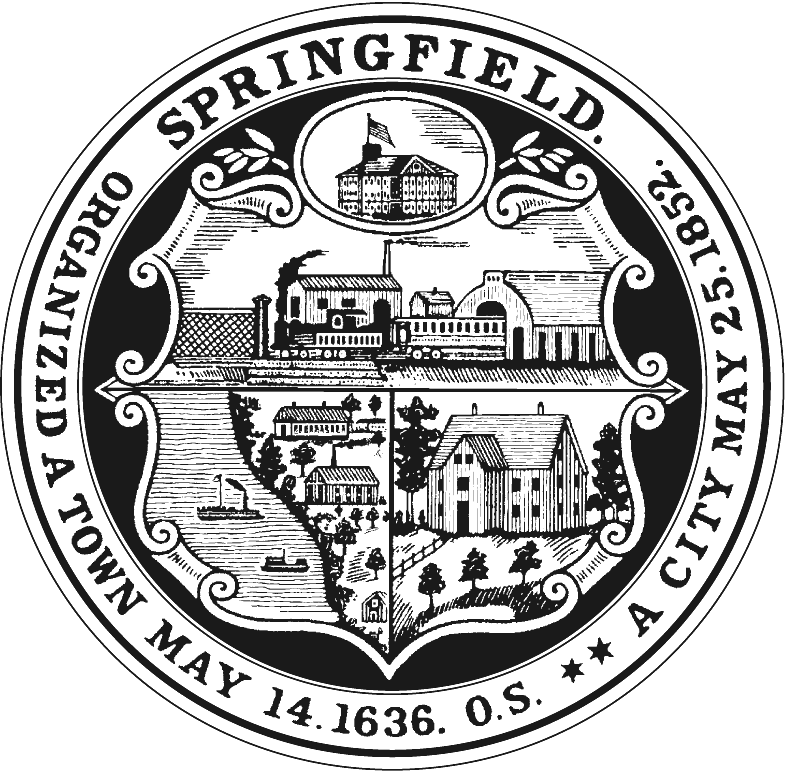 SPRINGFIELD.
ORGANIZED A TOWN MAY 14.1636. O.S.
A CITY MAY 25.1852.